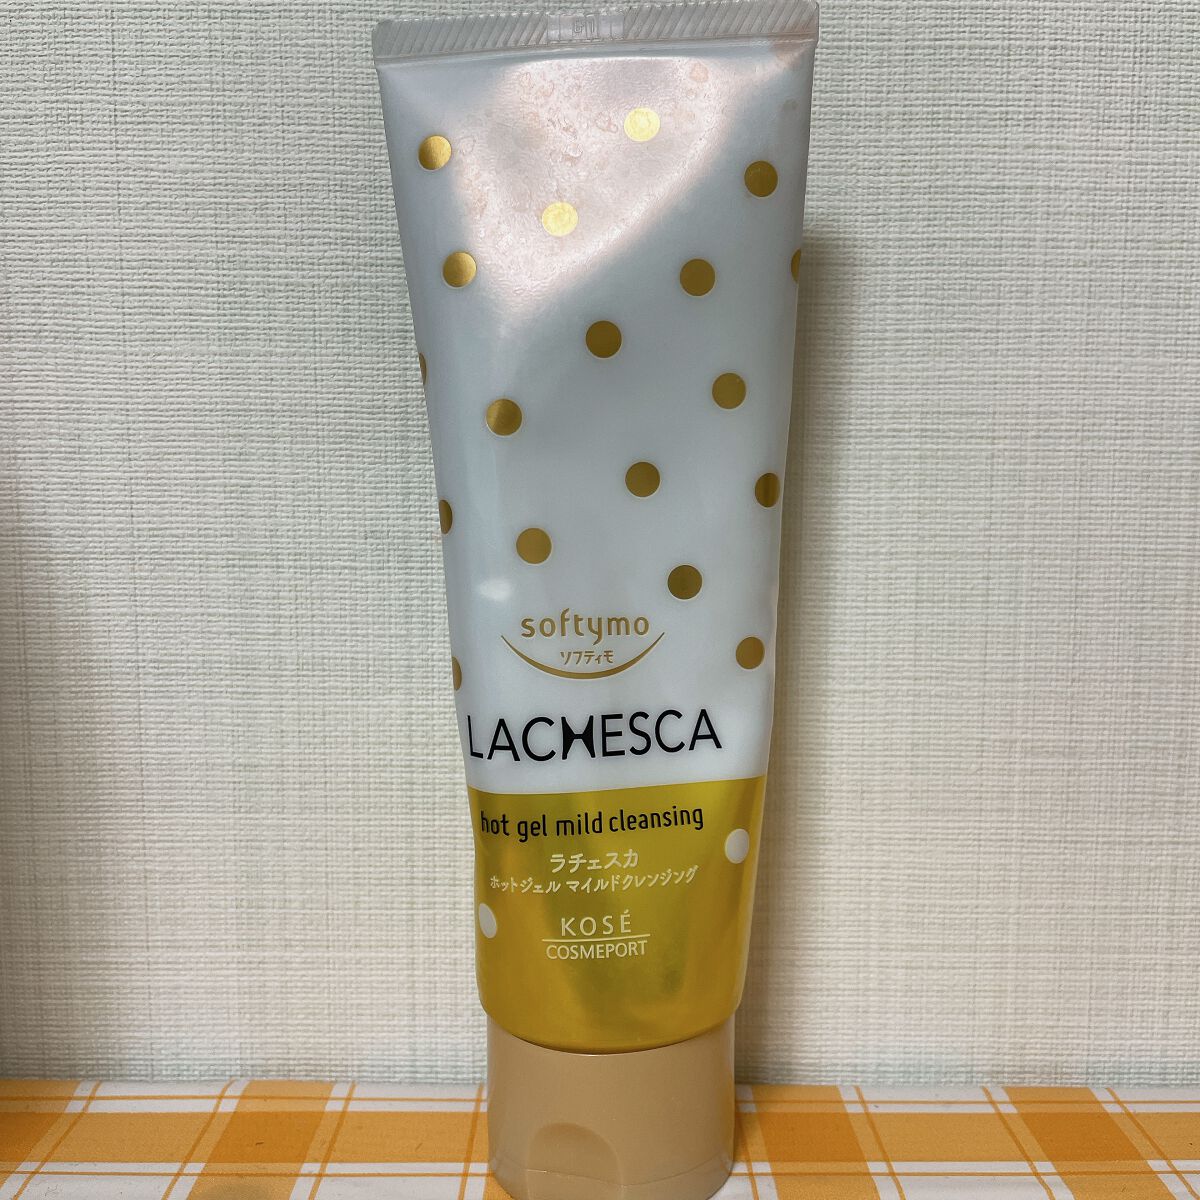 softymo
ソフティモ
LACHESCA
hot gel mild cleansing
ラチェスカ
ホットジェル マイルドクレンジング
KOSÉ
COSMEPORT